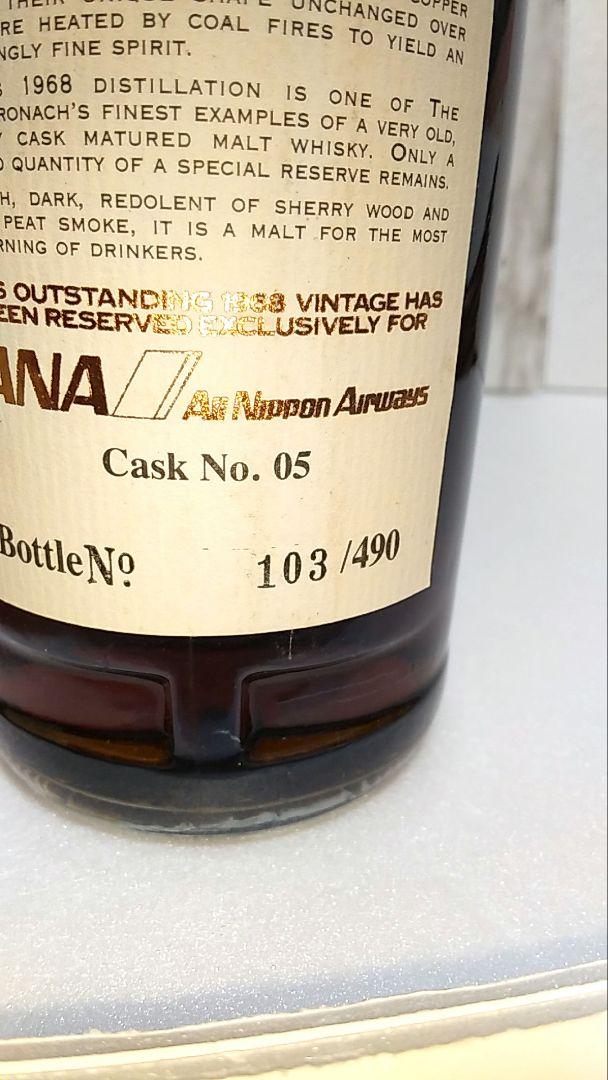 THEIR UNIQUE SHAPE UNCHANGED OVER
RE HEATED BY COAL FIRES TO YIELD AN
NGLY FINE SPIRIT.
1968 DISTILLATION IS ONE OF THE
RONACH'S FINEST EXAMPLES OF A VERY OLD,
Y CASK MATURED MALT WHISKY. ONLY A
D QUANTITY OF A SPECIAL RESERVE REMAINS.
H, DARK, REDOLENT OF SHERRY WOOD AND
PEAT SMOKE, IT IS A MALT FOR THE MOST
RNING OF DRINKERS.
S OUTSTANDING 1968 VINTAGE HAS
EEN RESERVED EXCLUSIVELY FOR
ANA All Nippon Airways
Cask No. 05
Bottle No 103/490